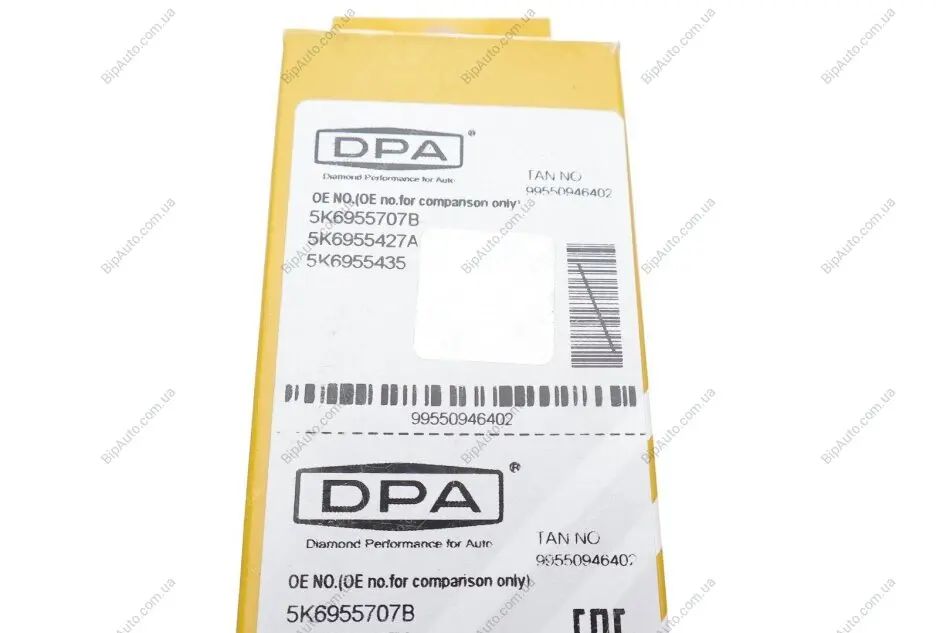 DPA®
Diamond Performance for Auto
TAN NO
99550946402
OE NO.(OE no.for comparison only)
5K6955707B
5K6955427A
5K6955435
99550946402
DPA®
Diamond Performance for Auto
TAN NO
99550946402
OE NO.(OE no.for comparison only)
5K6955707B
BipAuto.com.ua